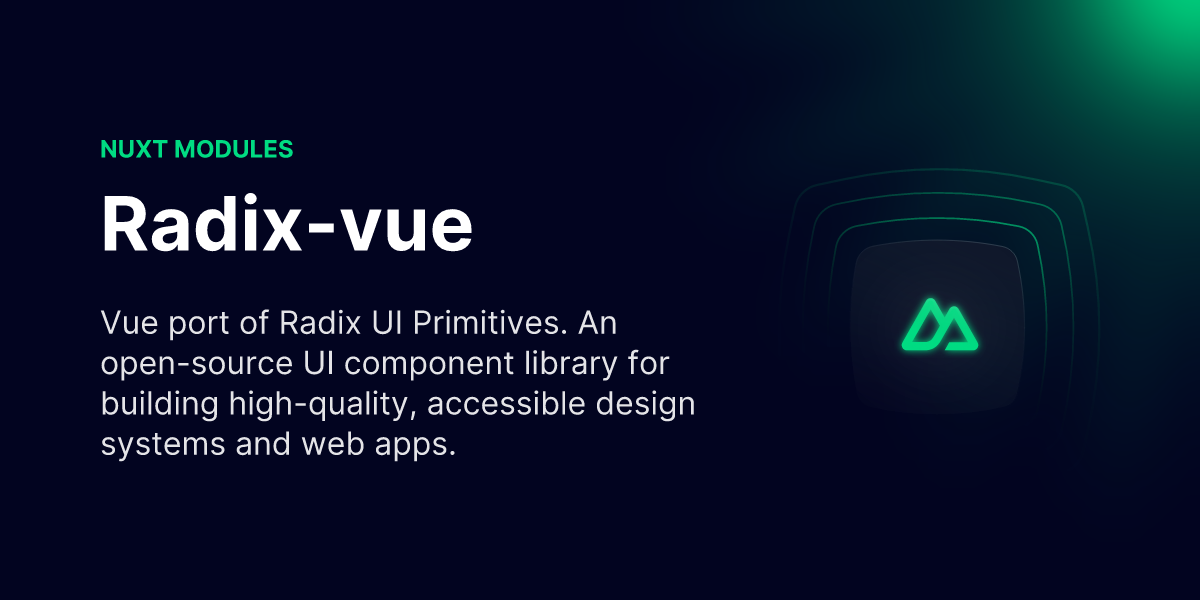 NUXT MODULES
Radix-vue
Vue port of Radix UI Primitives. An
open-source UI component library for
building high-quality, accessible design
systems and web apps.